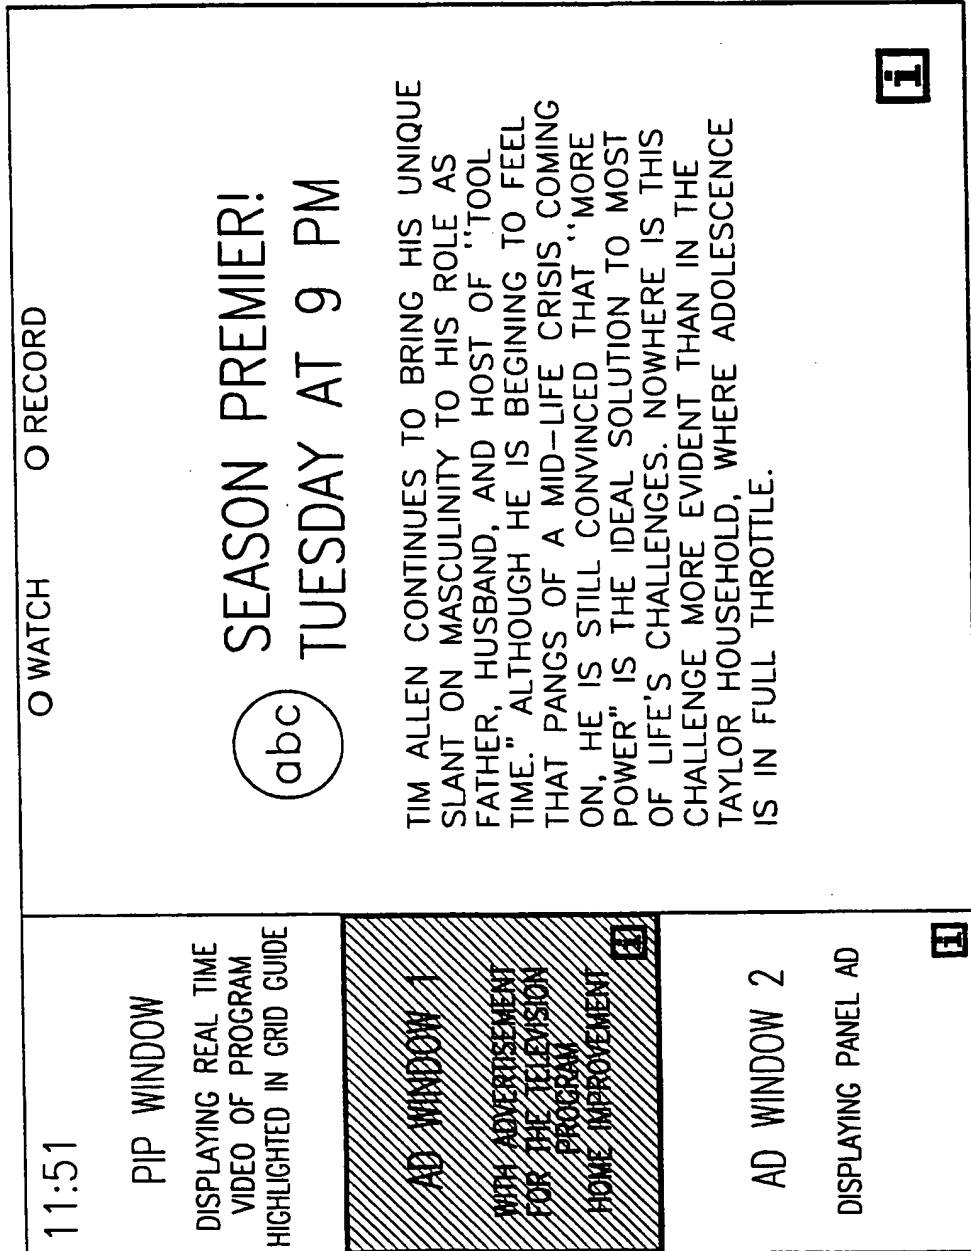 11:51
O WATCH
O RECORD
PIP WINDOW
DISPLAYING REAL TIME
VIDEO OF PROGRAM
HIGHLIGHTED IN GRID GUIDE
AD WINDOW 1
WITH ADVERTISEMENT
FOR THE TELEVISION
PROGRAM
HOME IMPROVEMENT
i
AD WINDOW 2
DISPLAYING PANEL AD
i
abc
SEASON PREMIER!
TUESDAY AT 9 PM
TIM ALLEN CONTINUES TO BRING HIS UNIQUE
SLANT ON MASCULINITY TO HIS ROLE AS
FATHER, HUSBAND, AND HOST OF "TOOL
TIME." ALTHOUGH HE IS BEGINING TO FEEL
THAT PANGS OF A MID-LIFE CRISIS COMING
ON, HE IS STILL CONVINCED THAT "MORE
POWER" IS THE IDEAL SOLUTION TO MOST
OF LIFE'S CHALLENGES. NOWHERE IS THIS
CHALLENGE MORE EVIDENT THAN IN THE
TAYLOR HOUSEHOLD, WHERE ADOLESCENCE
IS IN FULL THROTTLE.
i